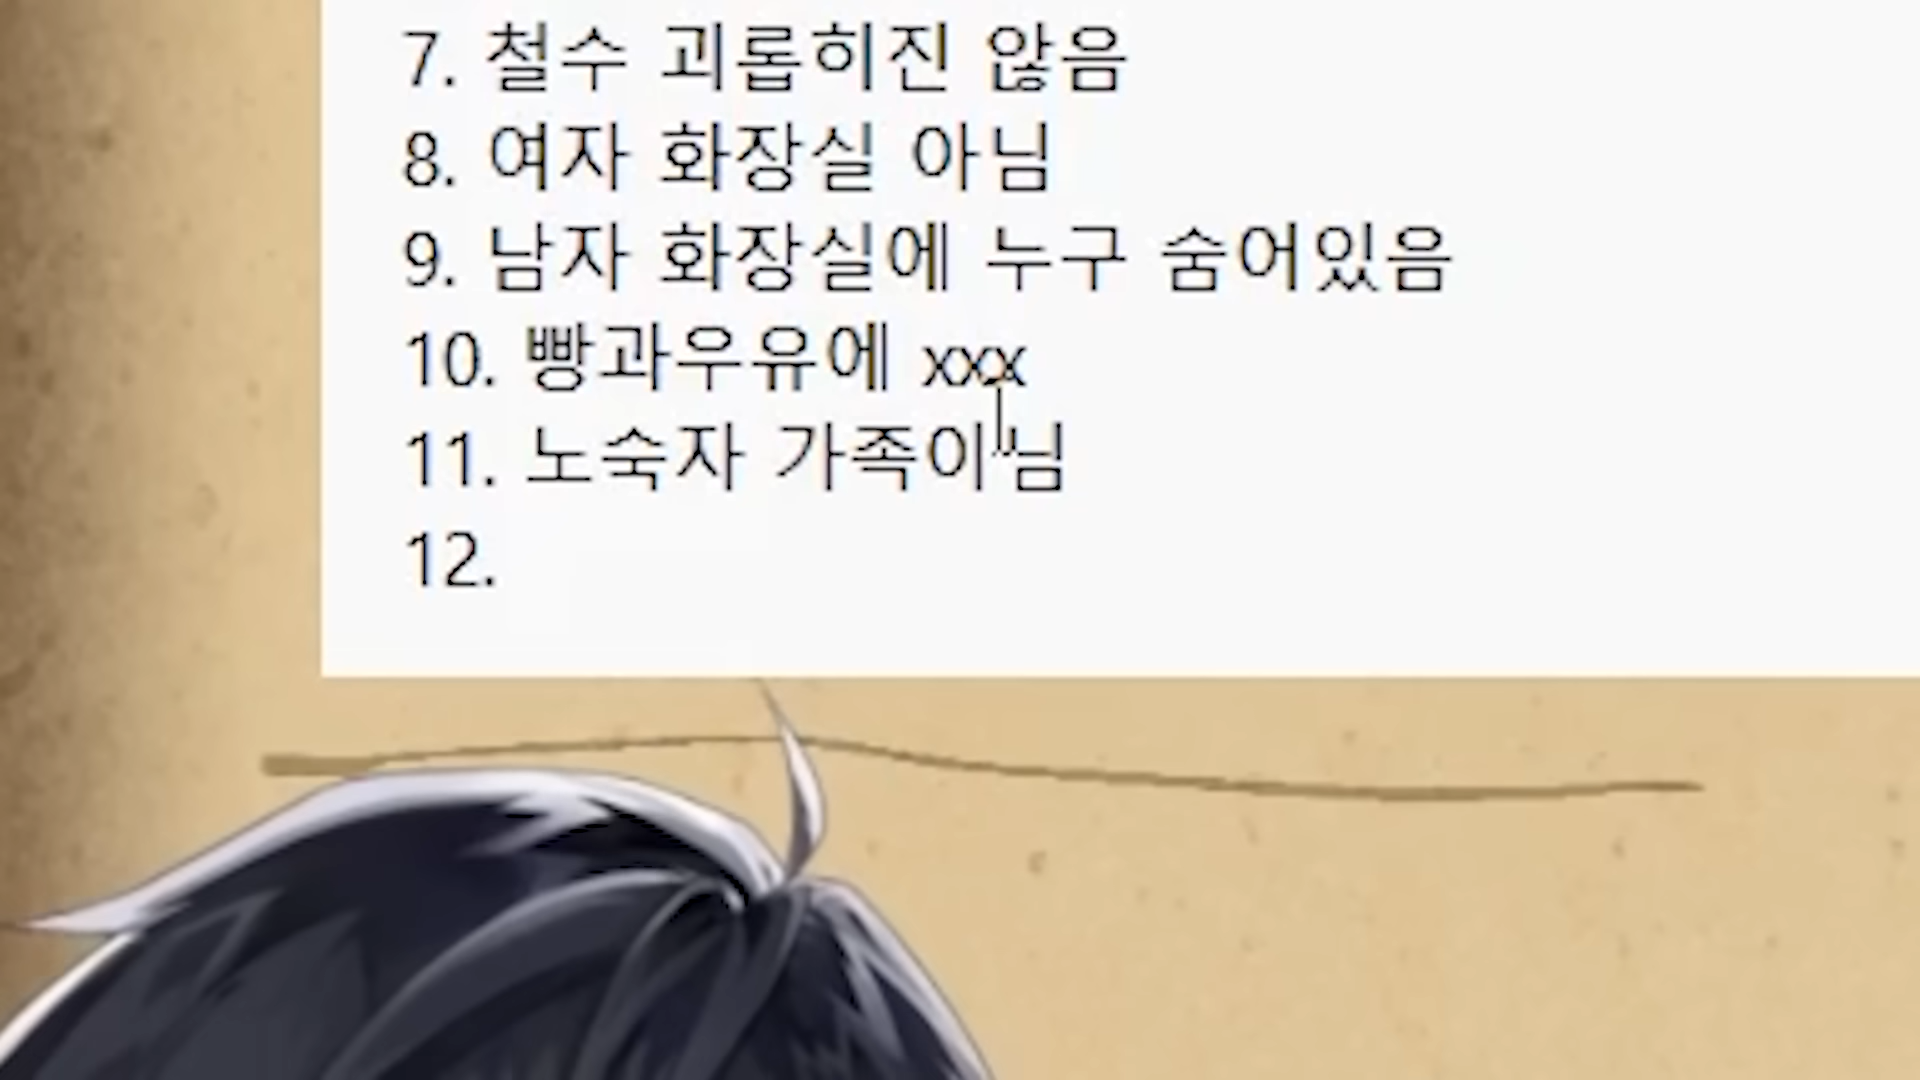 7. 철수 괴롭히진 않음
8. 여자 화장실 아님
9. 남자 화장실에 누구 숨어있음
10. 빵과우유에 xxx
11. 노숙자 가족이님
12.